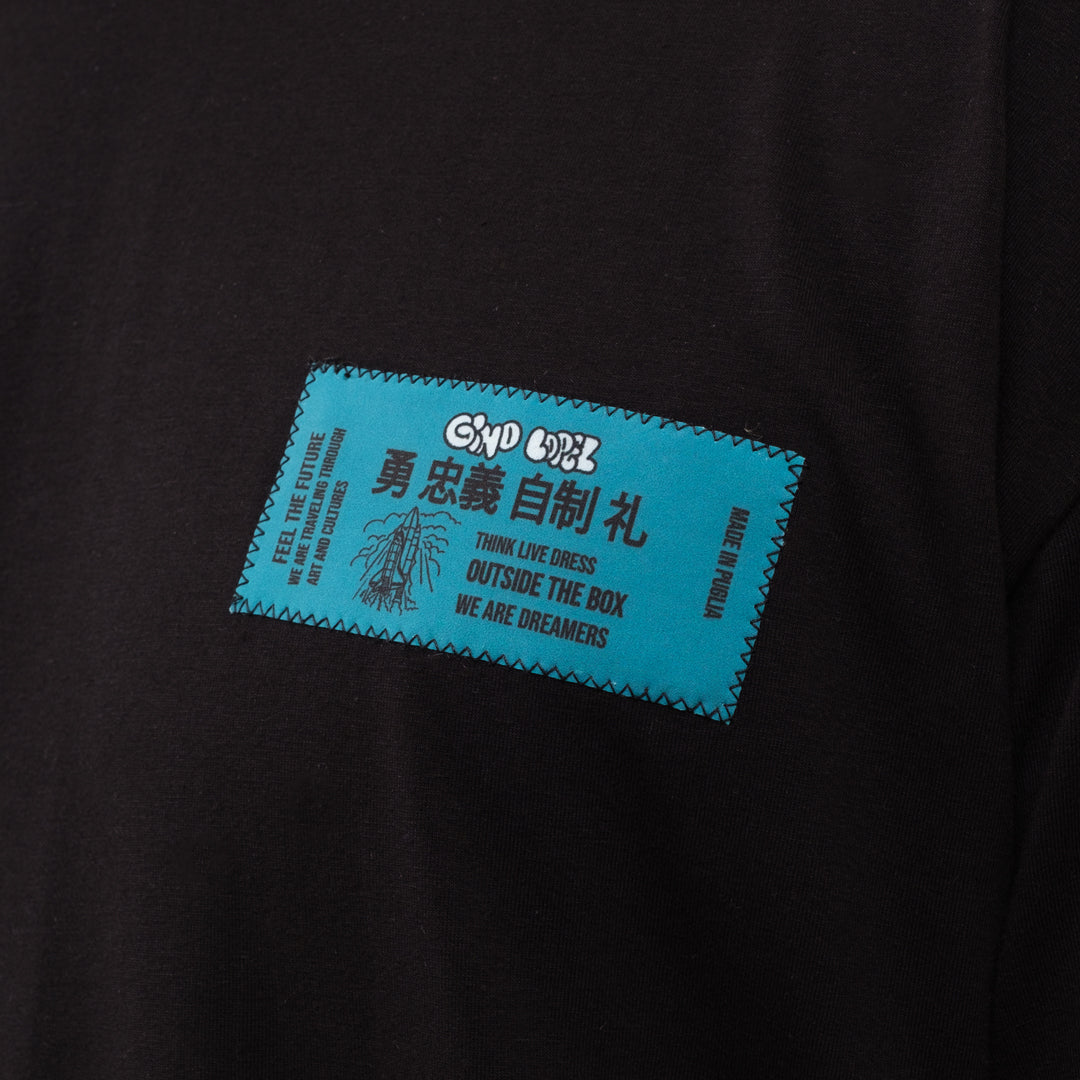 FEEL THE FUTURE
WE ARE TRAVELING THROUGH
ART AND CULTURES
GINO LOPEZ
勇 忠義 自制 礼
THINK LIVE DRESS
OUTSIDE THE BOX
WE ARE DREAMERS
MADE IN PUGLIA